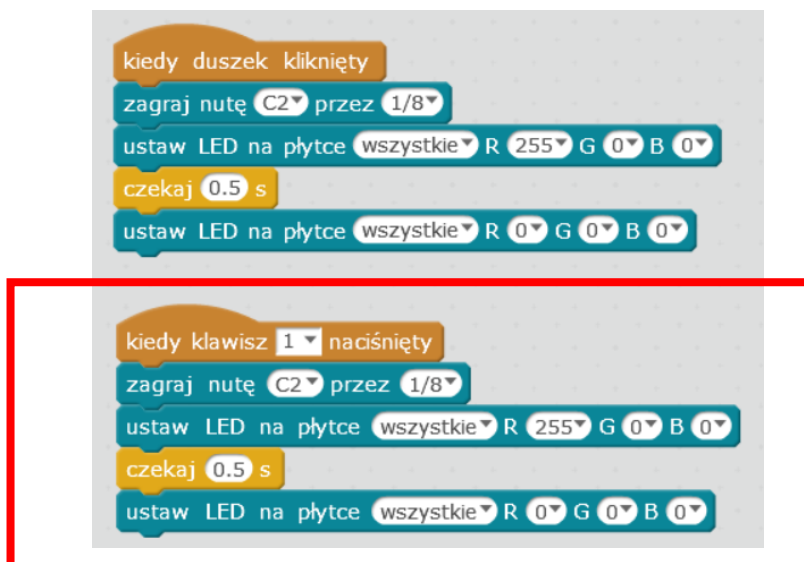 kiedy duszek kliknięty
zagraj nutę C2 przez 1/8
ustaw LED na płytce wszystkie R 255 G 0 B 0
czekaj 0.5 s
ustaw LED na płytce wszystkie R 0 G 0 B 0
kiedy klawisz 1 naciśnięty
zagraj nutę C2 przez 1/8
ustaw LED na płytce wszystkie R 255 G 0 B 0
czekaj 0.5 s
ustaw LED na płytce wszystkie R 0 G 0 B 0